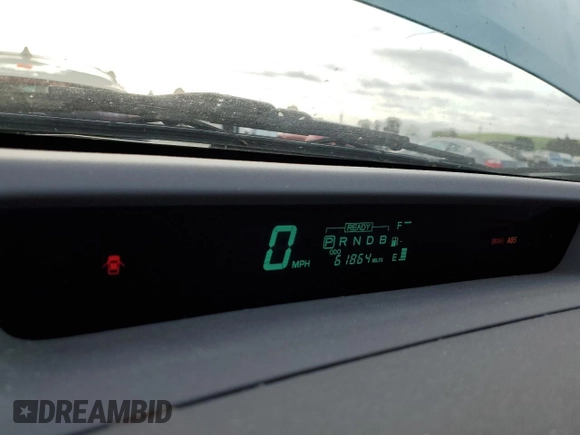 READY
F
P R N D B
0 MPH
ODO
61864 MILES
E
ABS
DREAMBID